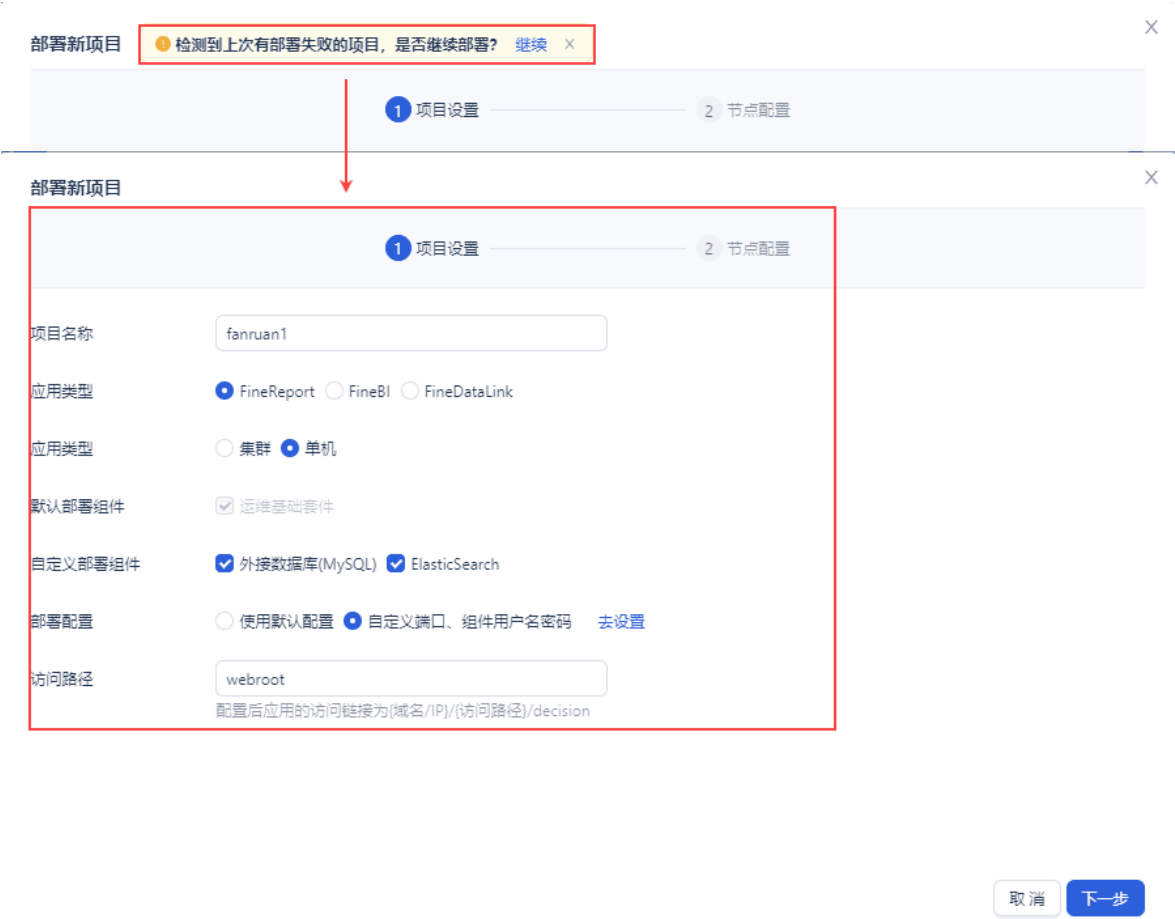 部署新项目 检测到上次有部署失败的项目，是否继续部署？ 继续 ×
1 项目设置 2 节点配置
部署新项目
1 项目设置 2 节点配置
项目名称 fanruan1
应用类型 FineReport FineBI FineDataLink
应用类型 集群 单机
默认部署组件 运维基础套件
自定义部署组件 外接数据库(MySQL) ElasticSearch
部署配置 使用默认配置 自定义端口、组件用户名密码 去设置
访问路径 webroot
配置后应用的访问链接为{域名/IP}/{访问路径}/decision
取消 下一步